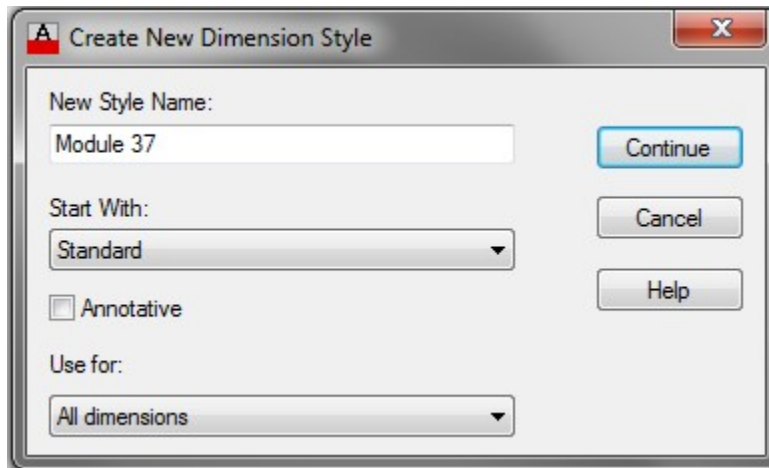 A Create New Dimension Style
New Style Name:
Module 37
Continue
Start With:
Cancel
Standard
Help
Annotative
Use for:
All dimensions